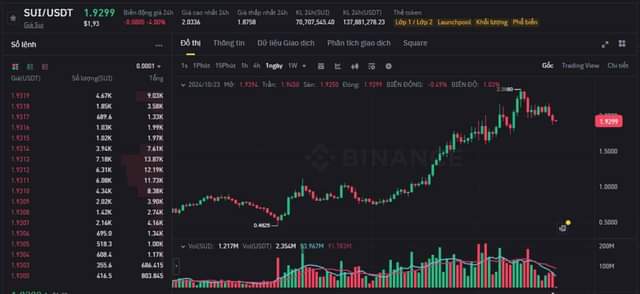 SUI/USDT 1.9299 Biến động giá 24h Giá cao nhất 24h Giá thấp nhất 24h KL 24h(SUI) KL 24h(USDT) Thẻ token
Giá Sui $1,93 -0.0805 -4.00% 2.0336 1.8758 70,707,543.40 137,881,278.23 Lớp 1 / Lớp 2 Launchpool Khối lượng Phổ biến
Sổ lệnh
0.0001
Giá(USDT) Số lượng(SUI) Tổng
1.9319 4.67K 9.03K
1.9318 1.85K 3.58K
1.9317 689.6 1.33K
1.9316 1.03K 1.99K
1.9315 1.02K 1.97K
1.9314 3.94K 7.61K
1.9313 7.18K 13.87K
1.9312 6.31K 12.19K
1.9311 6.08K 11.73K
1.9310 4.34K 8.38K
1.9309 2.02K 3.90K
1.9308 1.42K 2.74K
1.9307 2.16K 4.16K
1.9306 695.0 1.34K
1.9305 518.3 1.00K
1.9304 608.4 1.17K
1.9303 355.6 686.415
1.9300 416.5 803.845
Đồ thị Thông tin Dữ liệu Giao dịch Phân tích giao dịch Square
1s 1Phút 15Phút 1h 4h 1ngày 1W
Gốc Trading View Chi tiết
2024/10/23 Mở: 1.9394 Trần: 1.9450 Sàn: 1.9250 Đóng: 1.9299 BIẾN ĐỘNG: -0.49% BIÊN ĐỘ: 1.03%
1.9299
1.5000
1.0000
0.5000
BINANCE
0.4625
Vol(SUI): 1.217M Vol(USDT) 2.354M 93.967M 91.783M
200M
100M